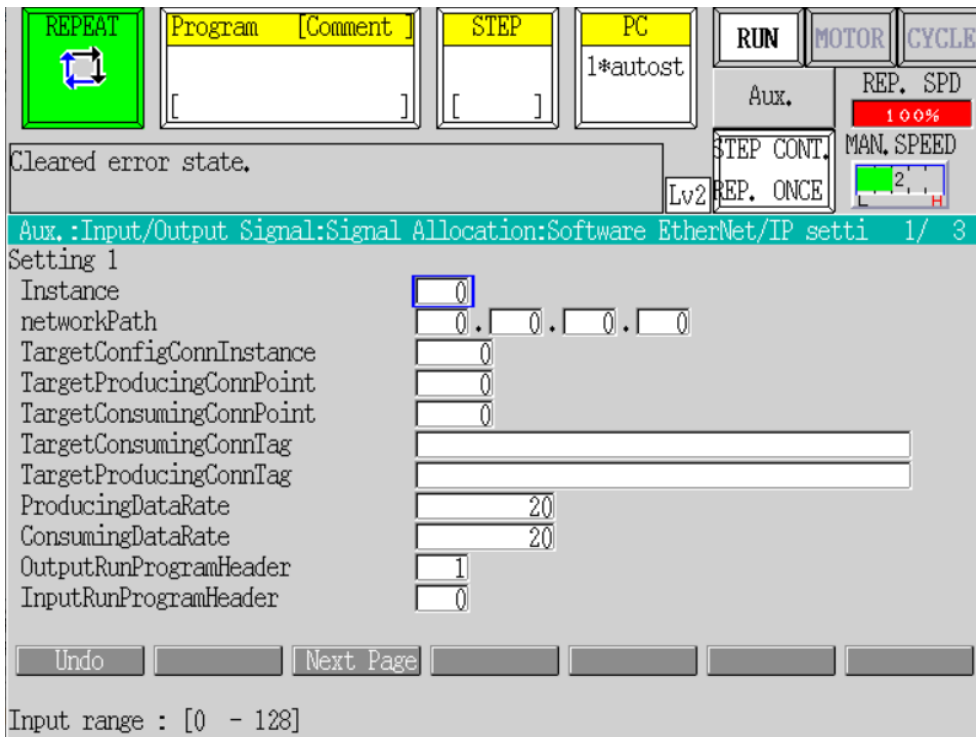 REPEAT
Program [Comment ]
[ ]
STEP
[ ]
PC
1*autost
RUN
MOTOR
CYCLE
Aux.
REP. SPD
100%
Cleared error state.
Lv2
STEP CONT.
REP. ONCE
MAN.SPEED
2
L H
Aux.:Input/Output Signal:Signal Allocation:Software EtherNet/IP setti 1/ 3
Setting 1
Instance 0
networkPath 0 . 0 . 0 . 0
TargetConfigConnInstance 0
TargetProducingConnPoint 0
TargetConsumingConnPoint 0
TargetConsumingConnTag
TargetProducingConnTag
ProducingDataRate 20
ConsumingDataRate 20
OutputRunProgramHeader 1
InputRunProgramHeader 0
Undo Next Page
Input range : [0 - 128]